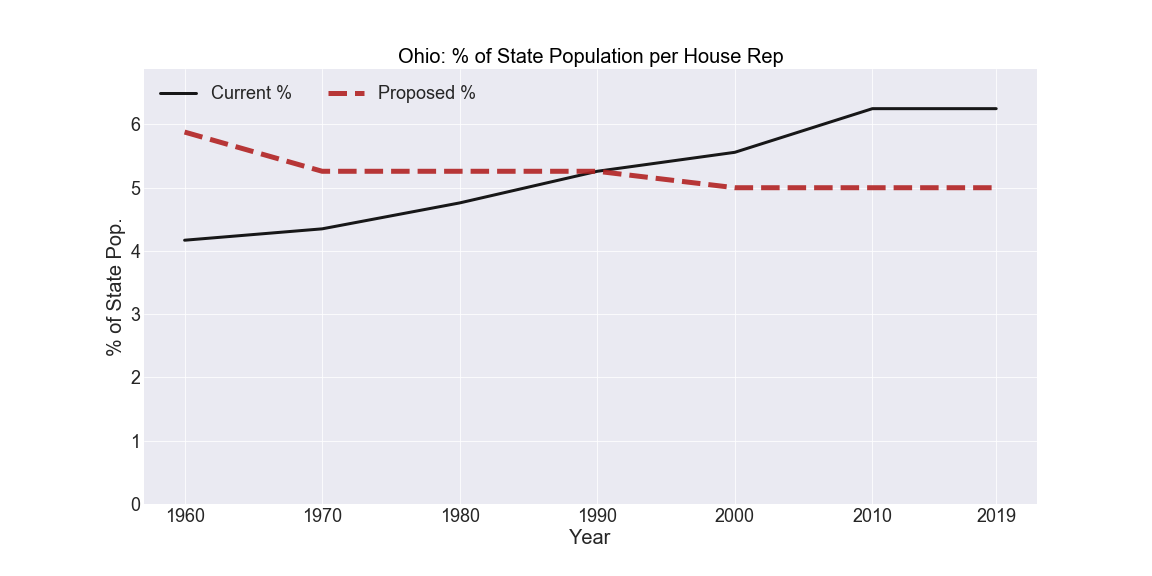 Ohio: % of State Population per House Rep
Current %
Proposed %
6
5
4
3
2
1
0
% of State Pop.
1960 1970 1980 1990 2000 2010 2019
Year